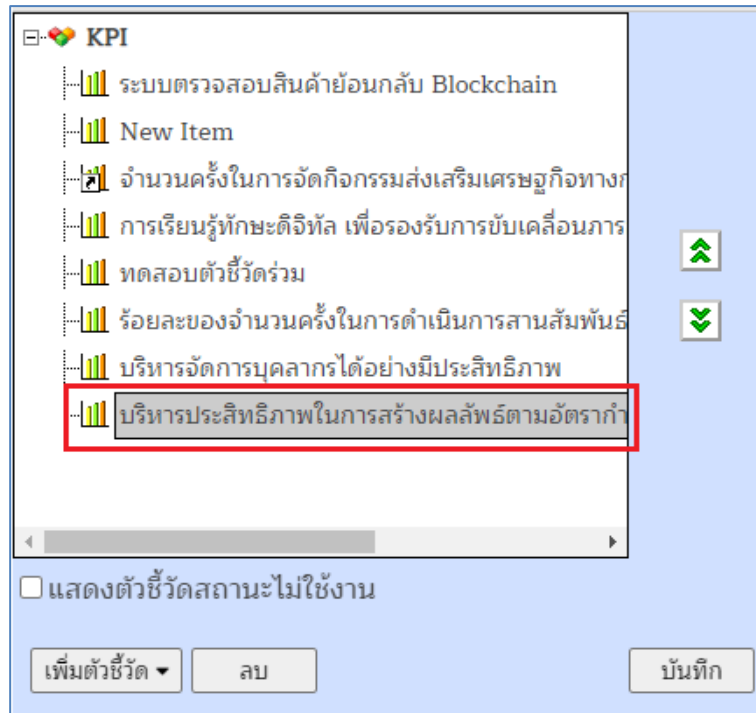 KPI
ระบบตรวจสอบสินค้าย้อนกลับ Blockchain
New Item
จำนวนครั้งในการจัดกิจกรรมส่งเสริมเศรษฐกิจทาง
การเรียนรู้ทักษะดิจิทัล เพื่อรองรับการขับเคลื่อนภาร
ทดสอบตัวชี้วัดร่วม
ร้อยละของจำนวนครั้งในการดำเนินการสานสัมพันธ์
บริหารจัดการบุคลากรได้อย่างมีประสิทธิภาพ
บริหารประสิทธิภาพในการสร้างผลลัพธ์ตามอัตรากำ
แสดงตัวชี้วัดสถานะไม่ใช้งาน
เพิ่มตัวชี้วัด
ลบ
บันทึก